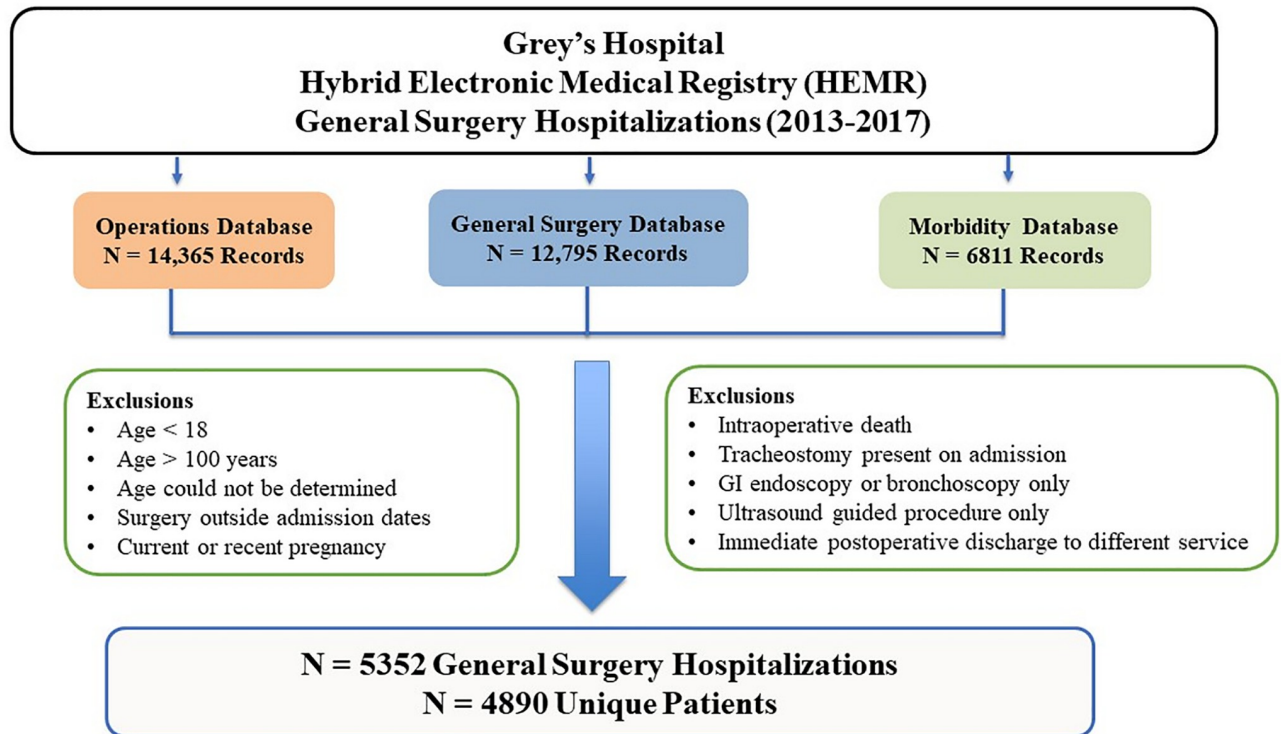 Grey’s Hospital
Hybrid Electronic Medical Registry (HEMR)
General Surgery Hospitalizations (2013-2017)
Operations Database
N = 14,365 Records
General Surgery Database
N = 12,795 Records
Morbidity Database
N = 6811 Records
Exclusions
• Age < 18
• Age > 100 years
• Age could not be determined
• Surgery outside admission dates
• Current or recent pregnancy
Exclusions
• Intraoperative death
• Tracheostomy present on admission
• GI endoscopy or bronchoscopy only
• Ultrasound guided procedure only
• Immediate postoperative discharge to different service
N = 5352 General Surgery Hospitalizations
N = 4890 Unique Patients